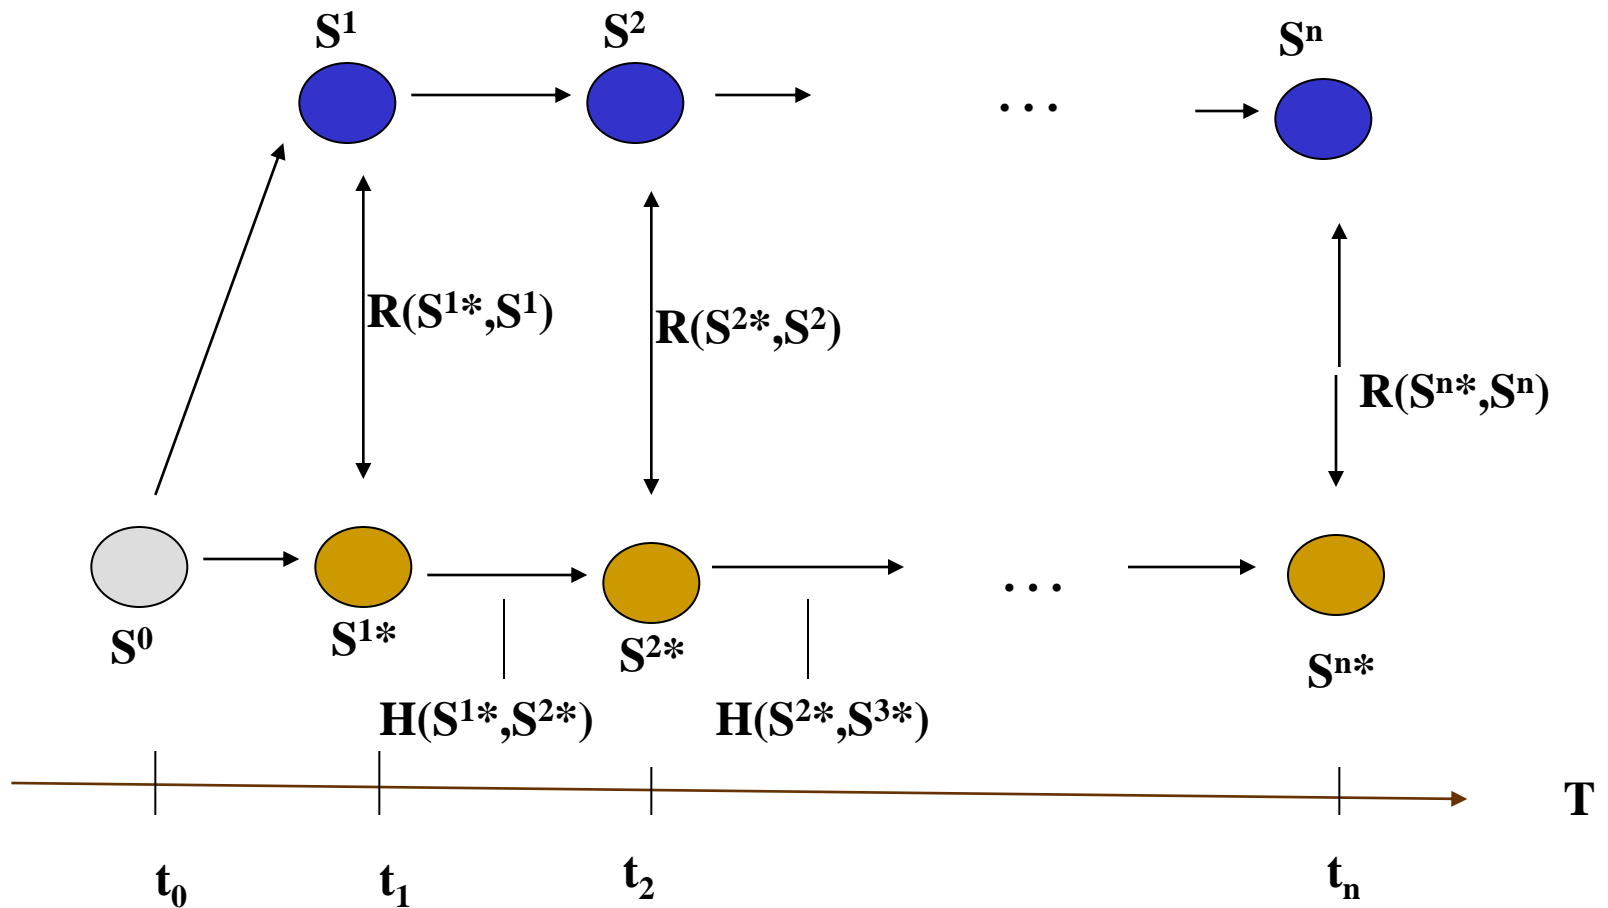 S¹ S² Sⁿ
. . .
R(S¹*,S¹) R(S²*,S²)
R(Sⁿ*,Sⁿ)
. . .
S⁰ S¹* S²* Sⁿ*
H(S¹*,S²*) H(S²*,S³*)
T
t₀ t₁ t₂ tₙ